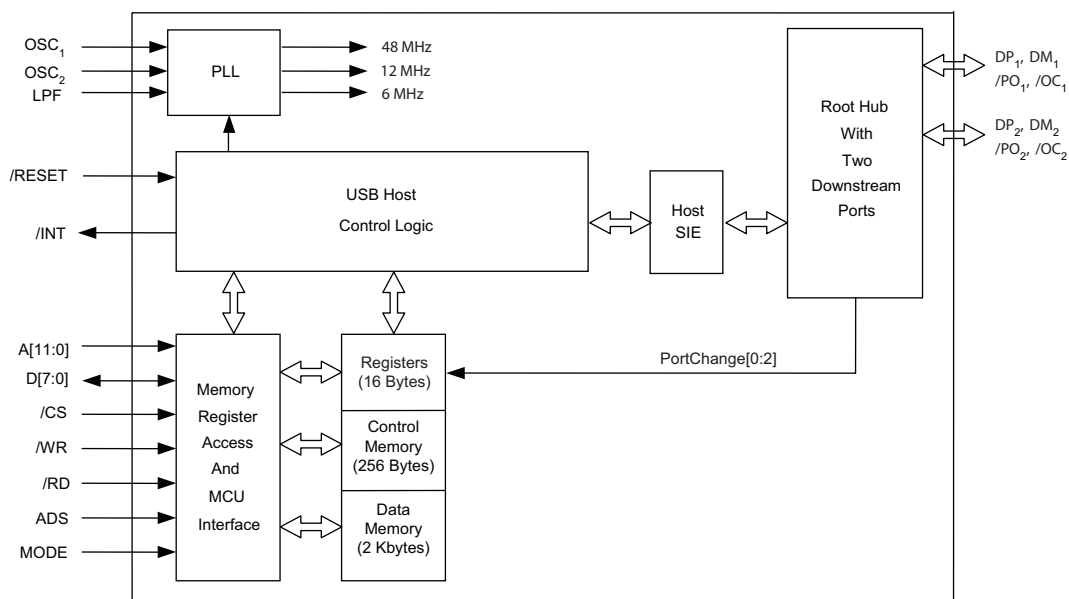 OSC1
OSC2
LPF
PLL
48 MHz
12 MHz
6 MHz
/RESET
/INT
USB Host
Control Logic
Host
SIE
Root Hub
With
Two
Downstream
Ports
DP1, DM1
/PO1, /OC1
DP2, DM2
/PO2, /OC2
A[11:0]
D[7:0]
/CS
/WR
/RD
ADS
MODE
Memory
Register
Access
And
MCU
Interface
Registers
(16 Bytes)
Control
Memory
(256 Bytes)
Data
Memory
(2 Kbytes)
PortChange[0:2]